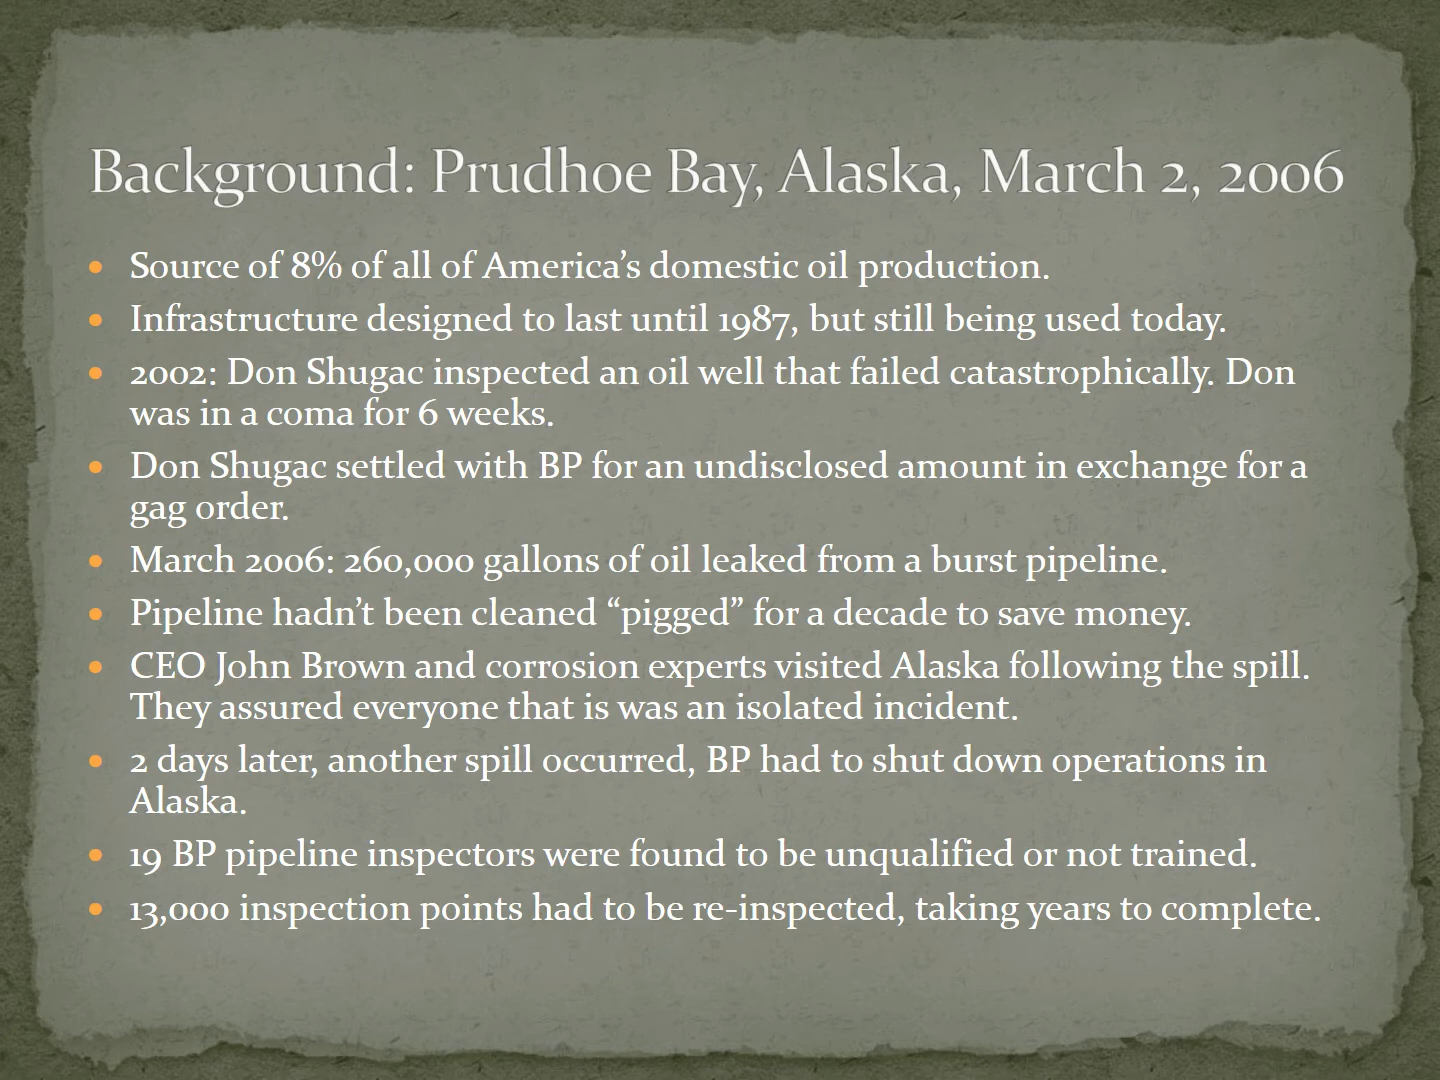 Background: Prudhoe Bay, Alaska, March 2, 2006
• Source of 8% of all of America’s domestic oil production.
• Infrastructure designed to last until 1987, but still being used today.
• 2002: Don Shugac inspected an oil well that failed catastrophically. Don
was in a coma for 6 weeks.
• Don Shugac settled with BP for an undisclosed amount in exchange for a
gag order.
• March 2006: 260,000 gallons of oil leaked from a burst pipeline.
• Pipeline hadn’t been cleaned “pigged” for a decade to save money.
• CEO John Brown and corrosion experts visited Alaska following the spill.
They assured everyone that is was an isolated incident.
• 2 days later, another spill occurred, BP had to shut down operations in
Alaska.
• 19 BP pipeline inspectors were found to be unqualified or not trained.
• 13,000 inspection points had to be re-inspected, taking years to complete.